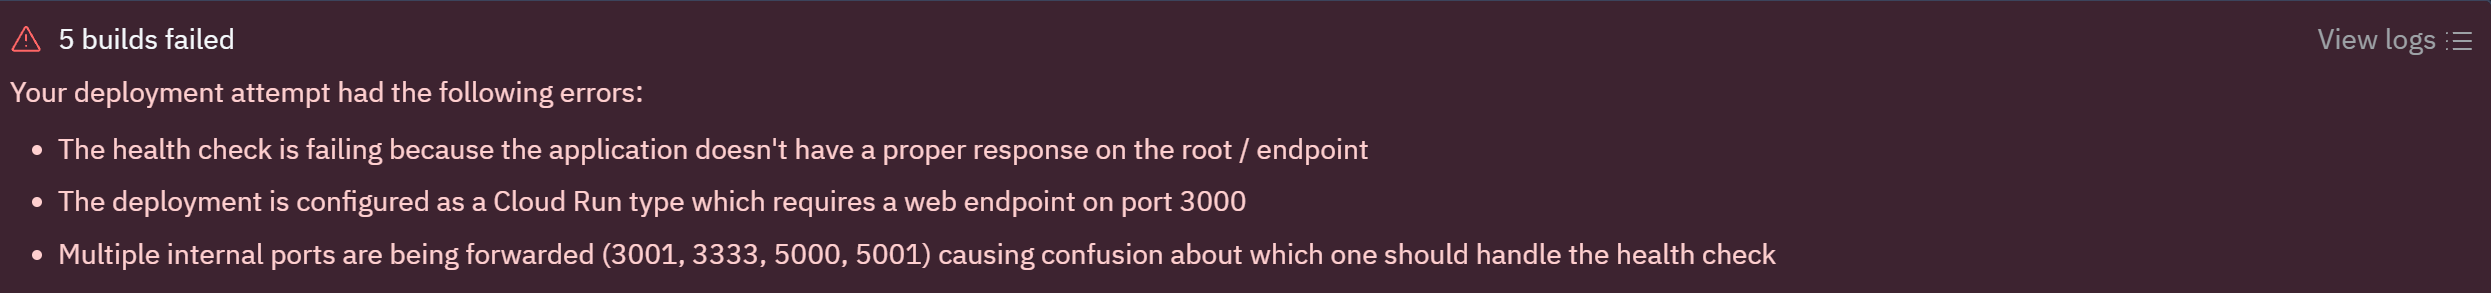 5 builds failed
View logs
Your deployment attempt had the following errors:
• The health check is failing because the application doesn't have a proper response on the root / endpoint
• The deployment is configured as a Cloud Run type which requires a web endpoint on port 3000
• Multiple internal ports are being forwarded (3001, 3333, 5000, 5001) causing confusion about which one should handle the health check